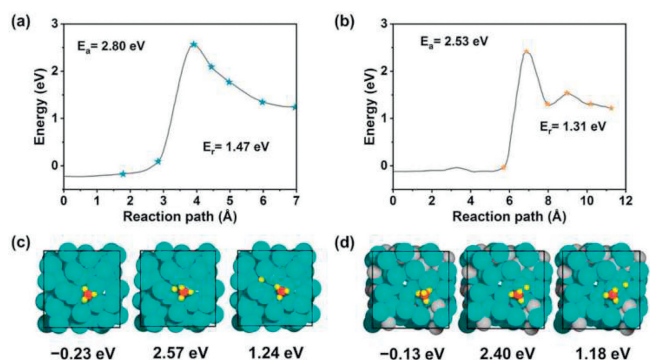 (a)
3
2
1
0
Energy (eV)
Eₐ= 2.80 eV
Eᵣ= 1.47 eV
0 1 2 3 4 5 6 7
Reaction path (Å)
(b)
3
2
1
0
Energy (eV)
Eₐ= 2.53 eV
Eᵣ= 1.31 eV
0 2 4 6 8 10 12
Reaction path (Å)
(c)
−0.23 eV 2.57 eV 1.24 eV
(d)
−0.13 eV 2.40 eV 1.18 eV